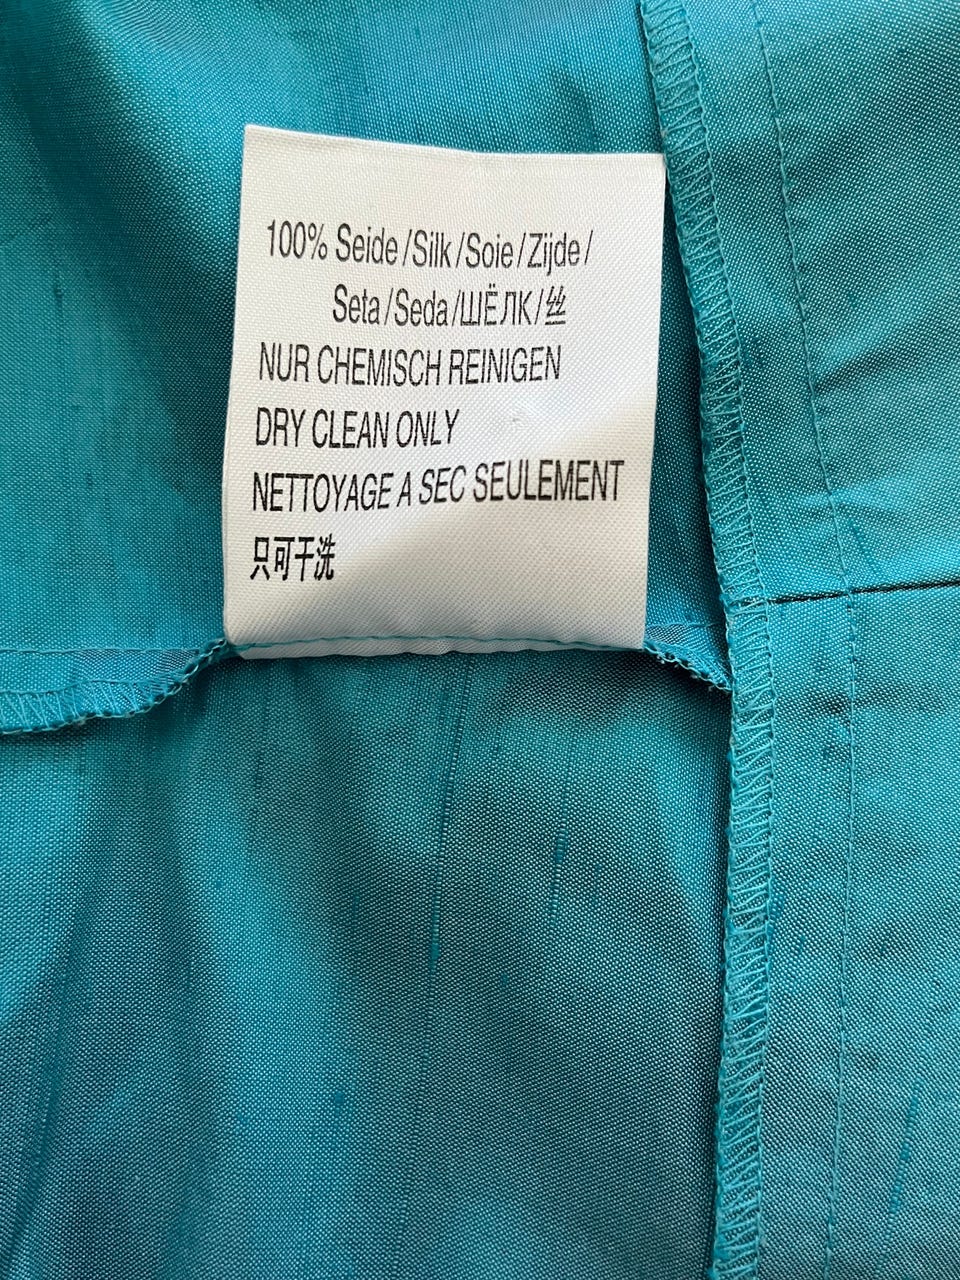 100% Seide/Silk/Soie/Zijde/
Seta/Seda/ШЁЛК/丝
NUR CHEMISCH REINIGEN
DRY CLEAN ONLY
NETTOYAGE A SEC SEULEMENT
只可干洗